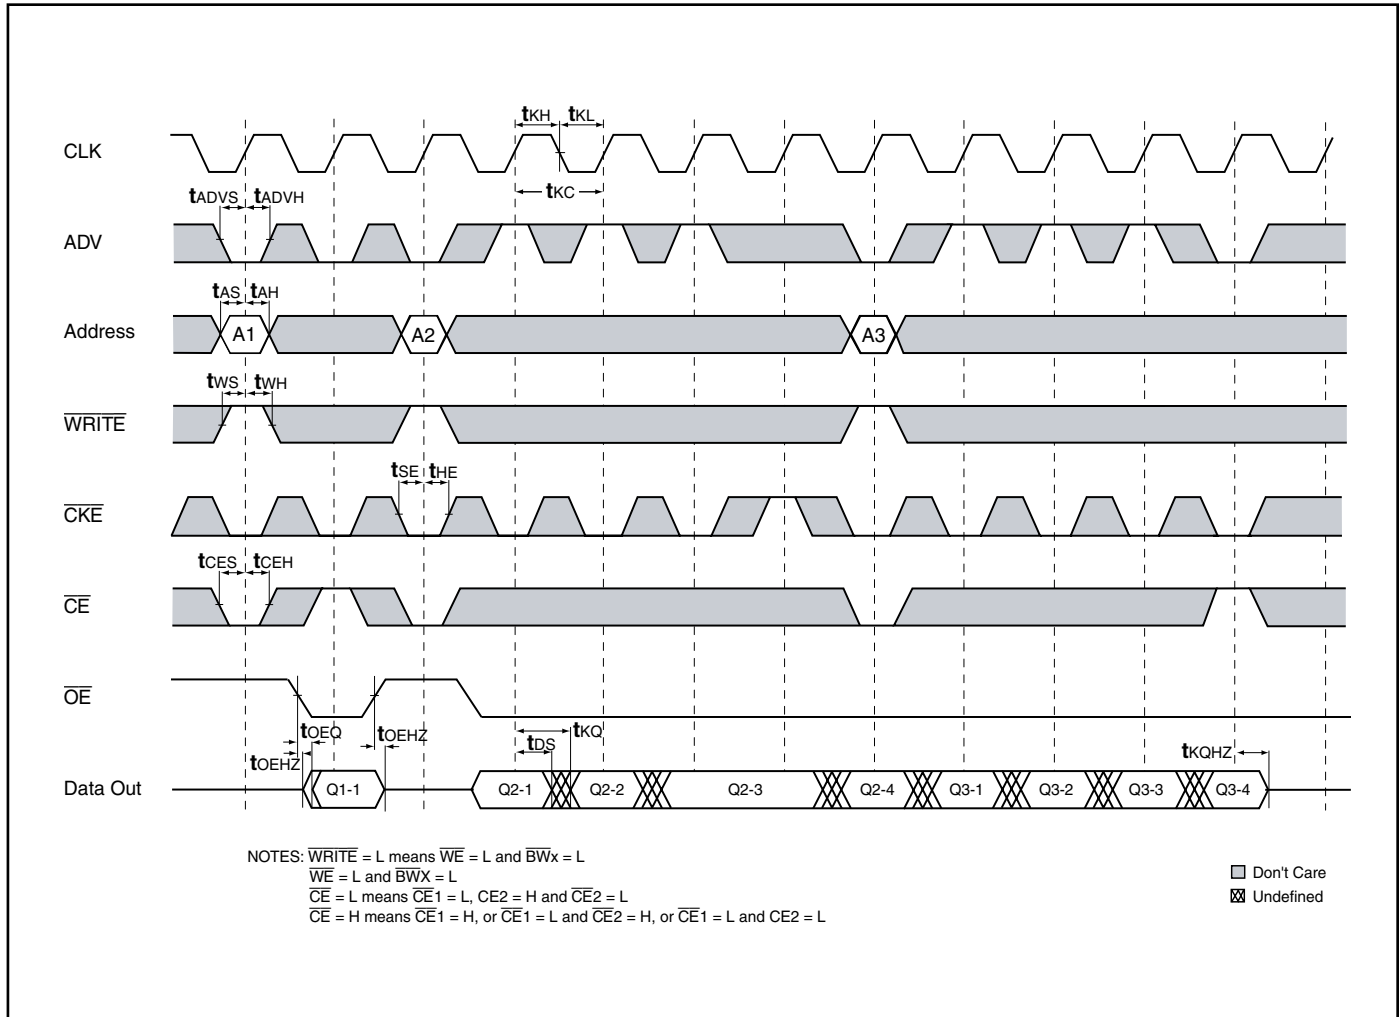 CLK
tKH
tKL
tKC
ADV
tADVS
tADVH
Address
tAS
tAH
A1
A2
A3
WRITE
tWS
tWH
CKE
tSE
tHE
CE
tCES
tCEH
OE
tOEQ
tOEHZ
tOEHZ
tDS
tKQ
tKQHZ
Data Out
Q1-1
Q2-1
Q2-2
Q2-3
Q2-4
Q3-1
Q3-2
Q3-3
Q3-4
NOTES: WRITE = L means WE = L and BWx = L
WE = L and BWX = L
CE = L means CE1 = L, CE2 = H and CE2 = L
CE = H means CE1 = H, or CE1 = L and CE2 = H, or CE1 = L and CE2 = L
Don't Care
Undefined